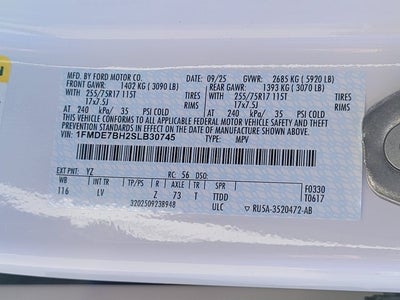 MFD. BY FORD MOTOR CO. 09/25 GVWR: 2685 KG ( 5920 LB)
FRONT GAWR: 1402 KG ( 3090 LB) REAR GAWR: 1393 KG ( 3070 LB)
WITH 255/75R17 115T TIRES WITH 255/75R17 115T TIRES
17x7.5J RIMS 17x7.5J RIMS
AT 240 kPa/ 35 PSI COLD AT 240 kPa/ 35 PSI COLD
THIS VEHICLE CONFORMS TO ALL APPLICABLE FEDERAL MOTOR VEHICLE
SAFETY AND THEFT PREVENTION STANDARDS IN EFFECT ON THE DATE OF MANUFACTURE SHOWN ABOVE.
VIN: 1FMDE7BH2SLB30745 TYPE: MPV
EXT PNT: YZ RC: 56 DSO:
WB INT TR TP/PS R AXLE TR SPR F0330
116 LV Z 73 T TTDD T0617
3202509238948 ULC RU5A-3520472-AB